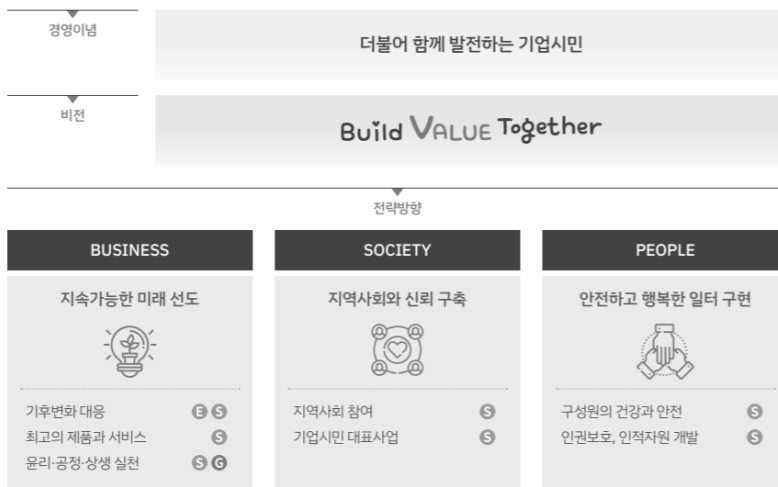 경영이념
더불어 함께 발전하는 기업시민
비전
Build VALUE Together
전략방향
BUSINESS
지속가능한 미래 선도
기후변화 대응 E S
최고의 제품과 서비스 S
윤리·공정·상생 실천 S G
SOCIETY
지역사회와 신뢰 구축
지역사회 참여 S
기업시민 대표사업 S
PEOPLE
안전하고 행복한 일터 구현
구성원의 건강과 안전 S
인권보호, 인적자원 개발 S